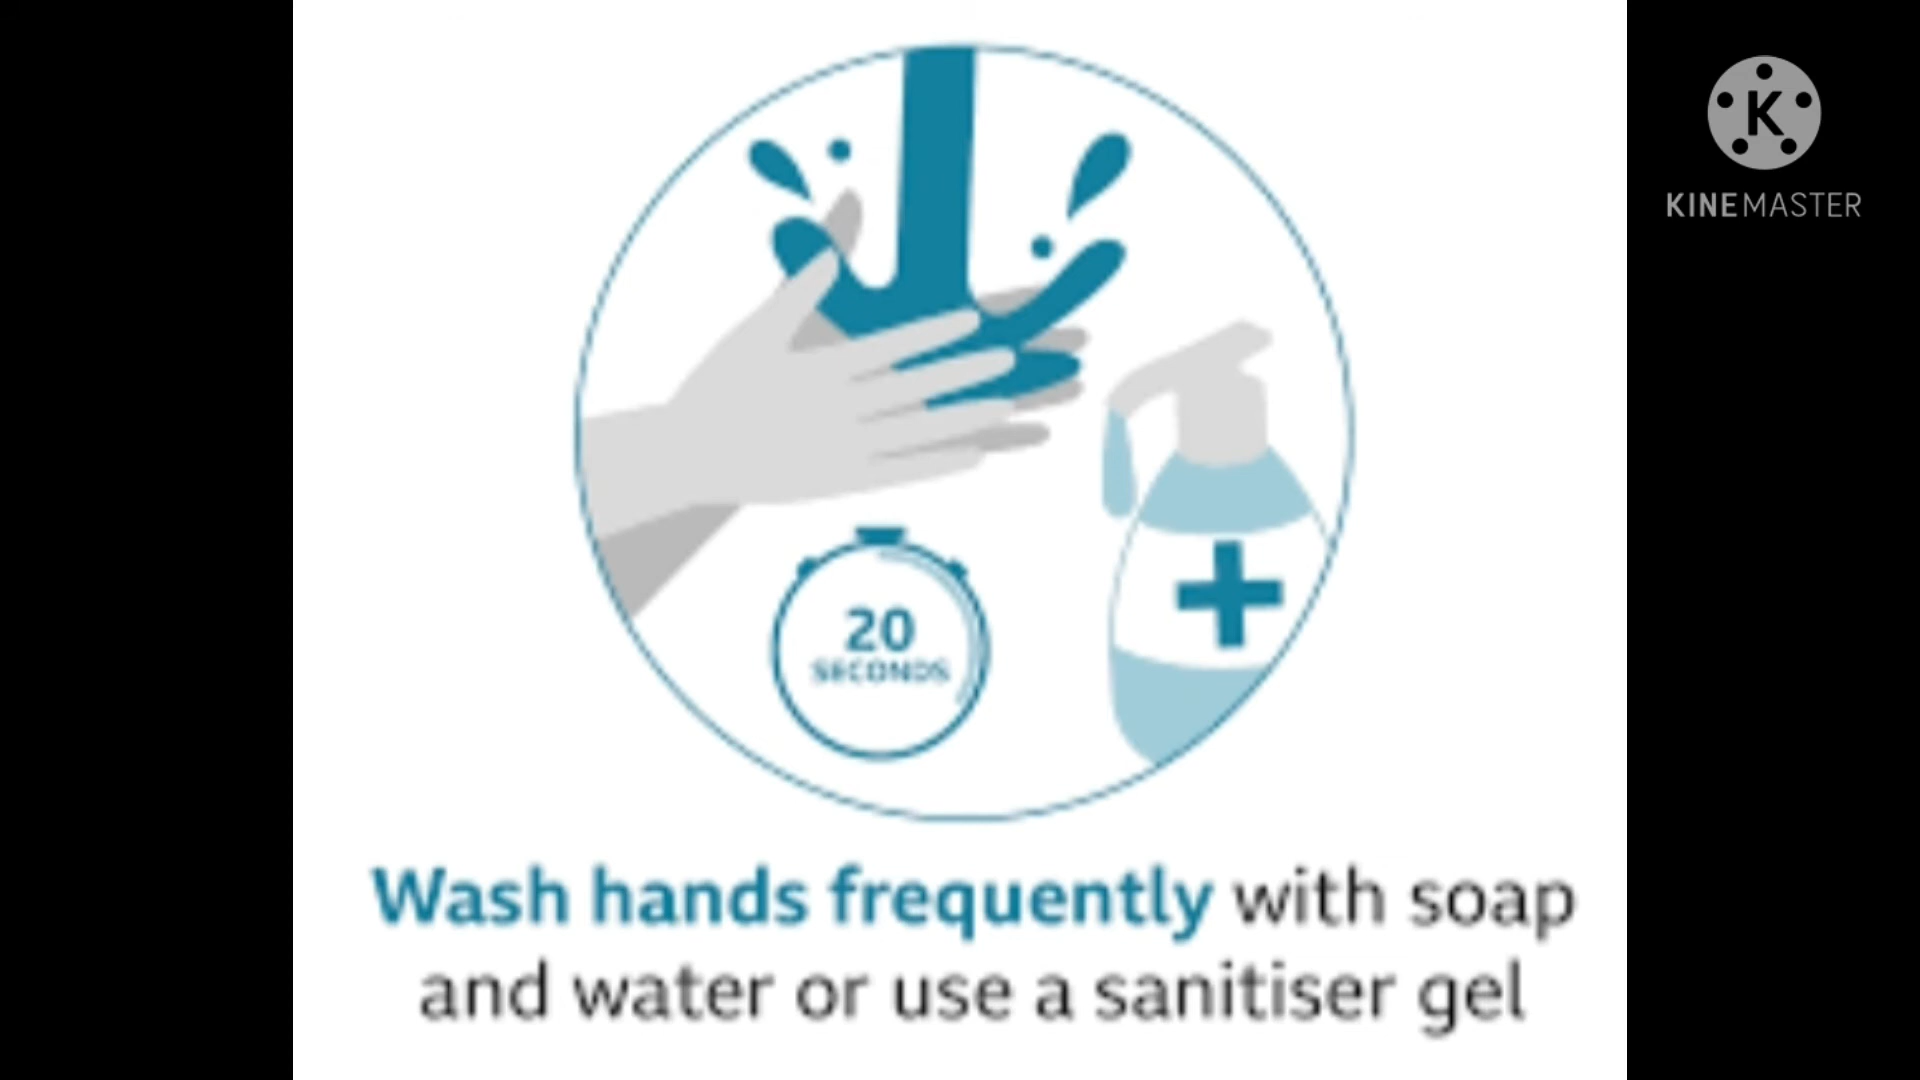 K
KINEMASTER
20
SECONDS
Wash hands frequently with soap
and water or use a sanitiser gel